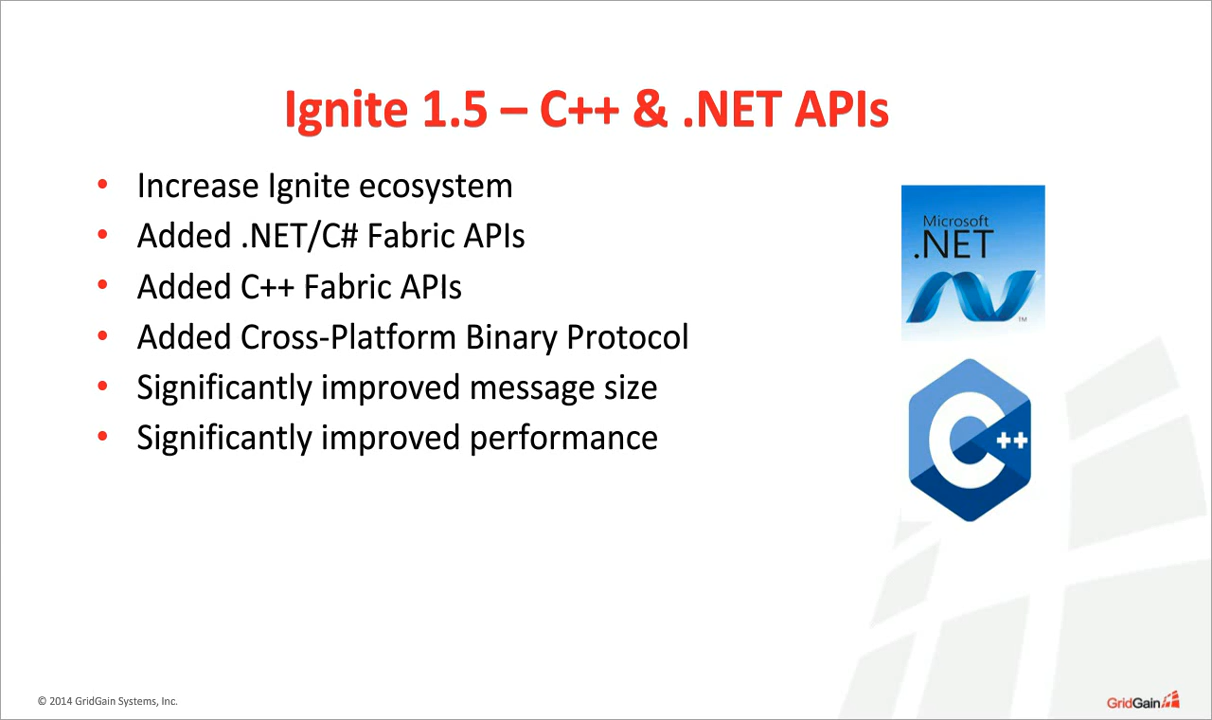 Ignite 1.5 – C++ & .NET APIs
• Increase Ignite ecosystem
• Added .NET/C# Fabric APIs
• Added C++ Fabric APIs
• Added Cross-Platform Binary Protocol
• Significantly improved message size
• Significantly improved performance
Microsoft
.NET
TM
C++
© 2014 GridGain Systems, Inc.
GridGain